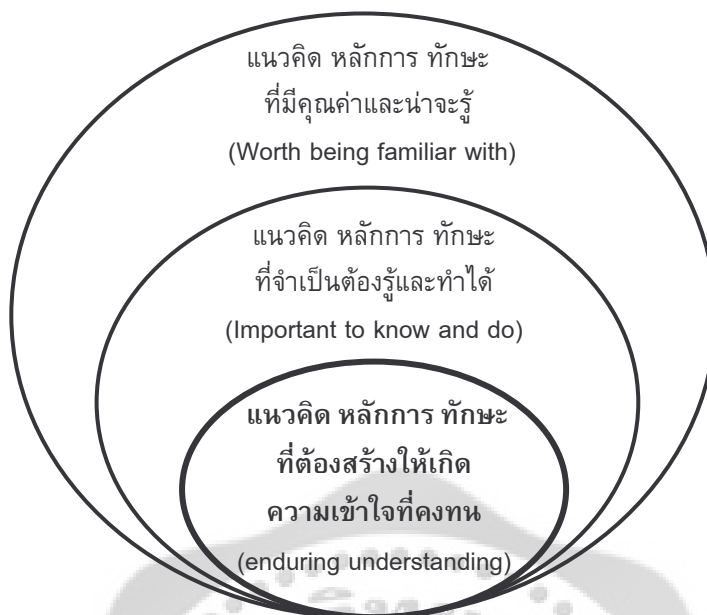 แนวคิด หลักการ ทักษะ
ที่มีคุณค่าและน่าจะรู้
(Worth being familiar with)
แนวคิด หลักการ ทักษะ
ที่จำเป็นต้องรู้และทำได้
(Important to know and do)
แนวคิด หลักการ ทักษะ
ที่ต้องสร้างให้เกิด
ความเข้าใจที่คงทน
(enduring understanding)